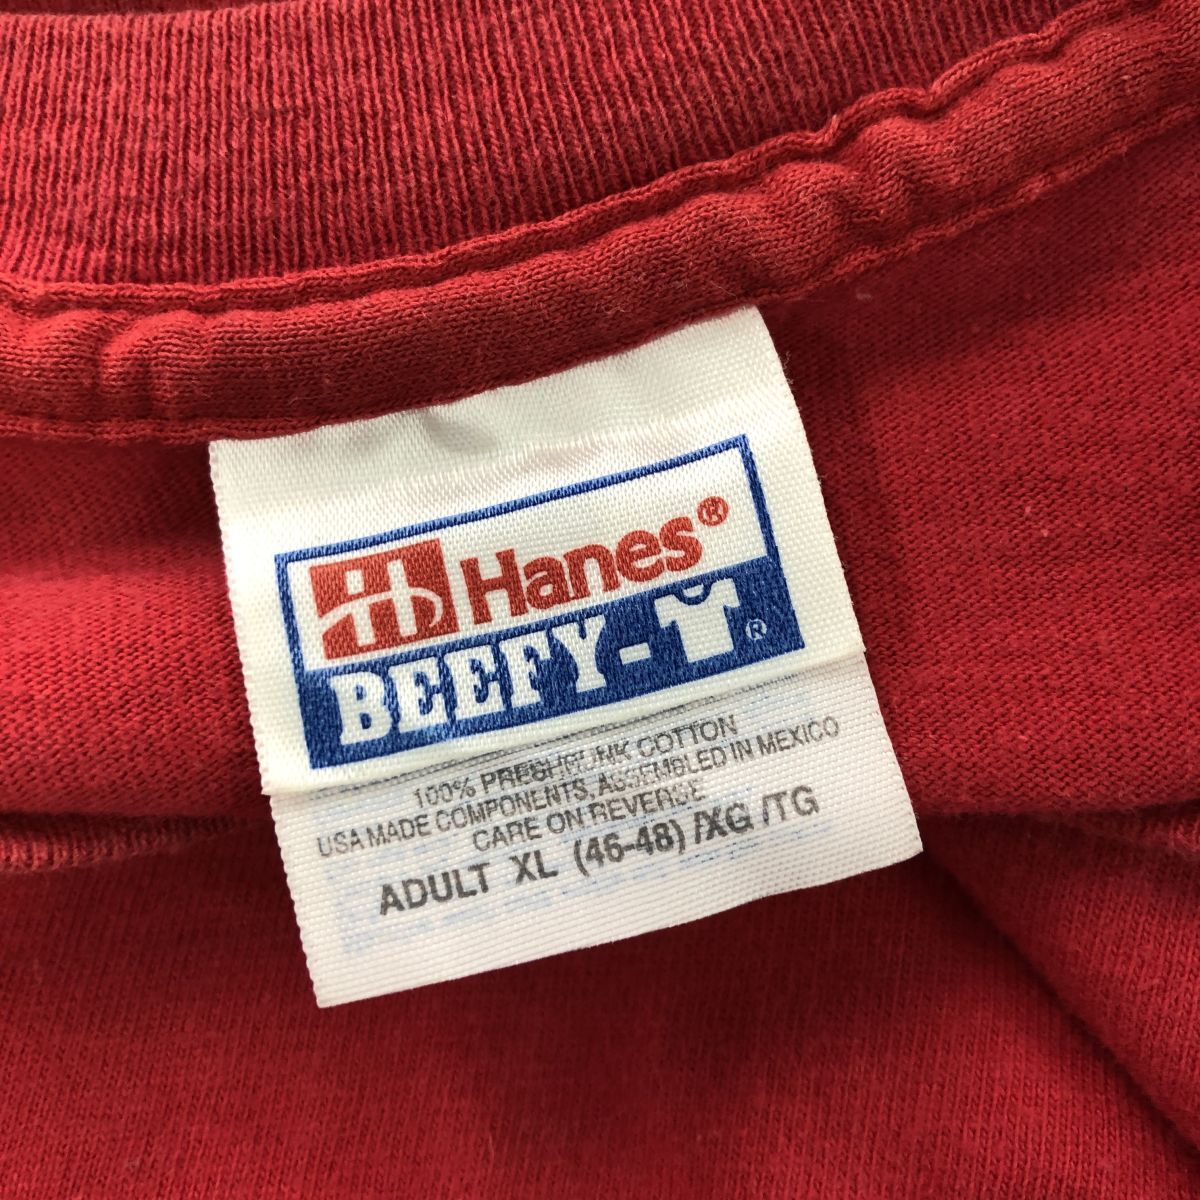 Hanes®
BEEFY-T®
100% PRESHRUNK COTTON
USA MADE COMPONENTS, ASSEMBLED IN MEXICO
CARE ON REVERSE
ADULT XL (46-48) /XG /TG